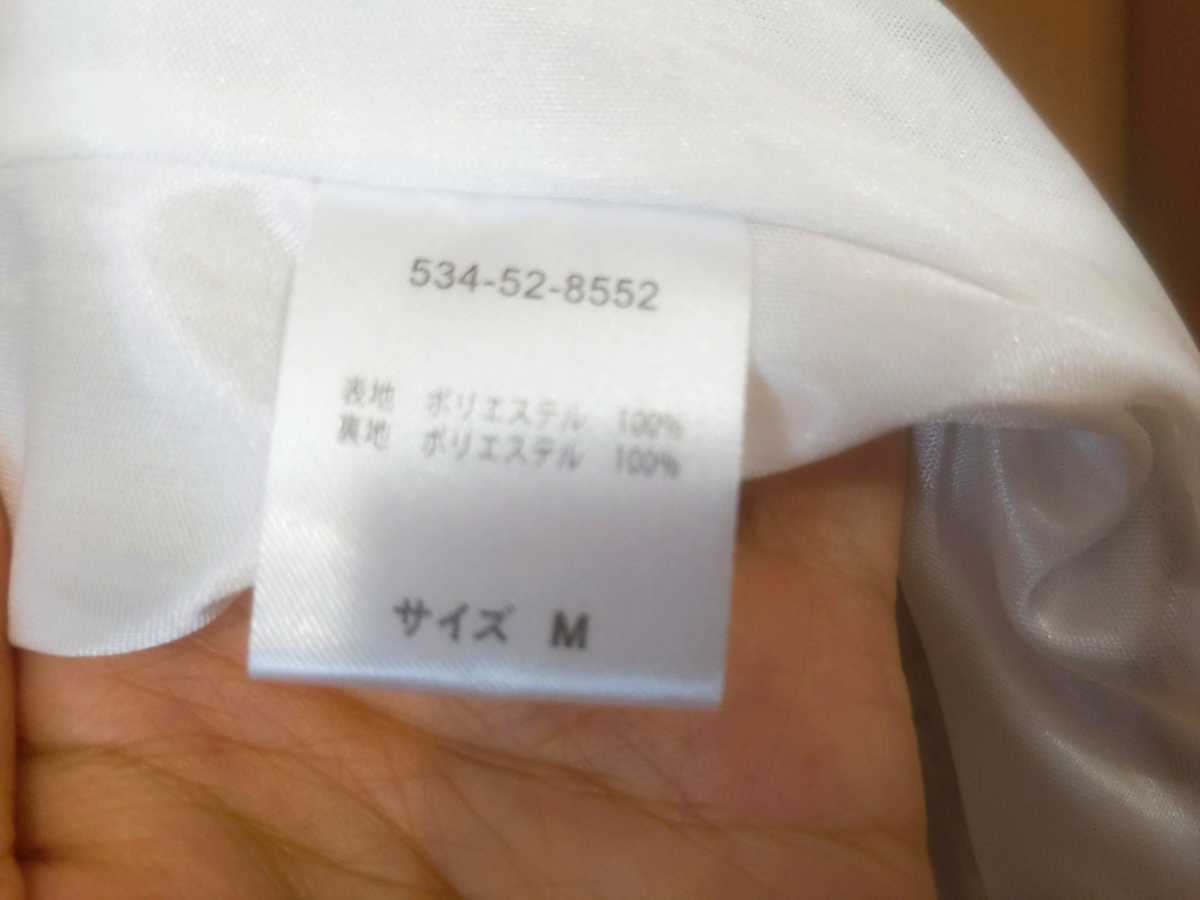 534-52-8552
表地 ポリエステル 100%
裏地 ポリエステル 100%
サイズ M